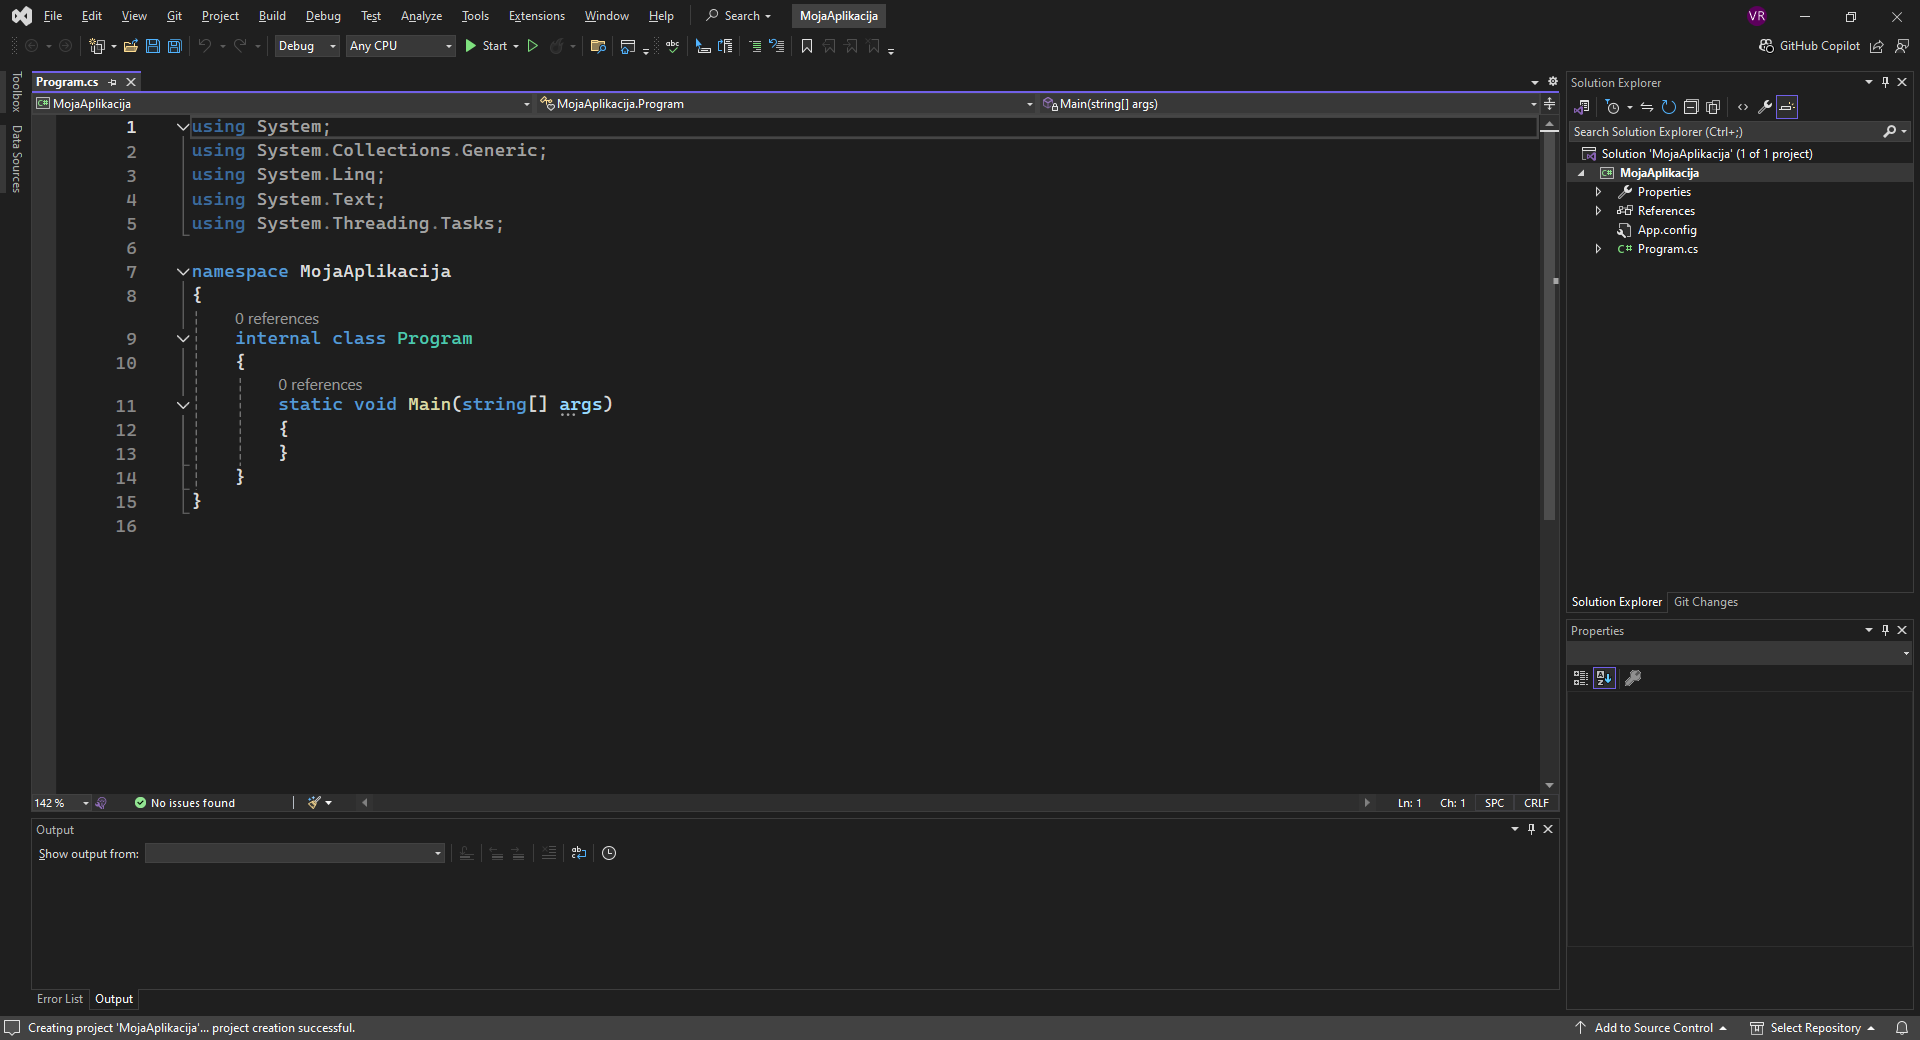 File Edit View Git Project Build Debug Test Analyze Tools Extensions Window Help Search MojaAplikacija VR
Debug Any CPU Start GitHub Copilot
Toolbox
Data Sources
Program.cs
C# MojaAplikacija MojaAplikacija.Program Main(string[] args)
1 using System;
2 using System.Collections.Generic;
3 using System.Linq;
4 using System.Text;
5 using System.Threading.Tasks;
6
7 namespace MojaAplikacija
8 {
0 references
9 internal class Program
10 {
0 references
11 static void Main(string[] args)
12 {
13 }
14 }
15 }
16
142 % No issues found Ln: 1 Ch: 1 SPC CRLF
Output
Show output from:
Error List Output
Solution Explorer
Search Solution Explorer (Ctrl+;)
Solution 'MojaAplikacija' (1 of 1 project)
C# MojaAplikacija
Properties
References
App.config
C# Program.cs
Solution Explorer Git Changes
Properties
Creating project 'MojaAplikacija'... project creation successful. Add to Source Control Select Repository